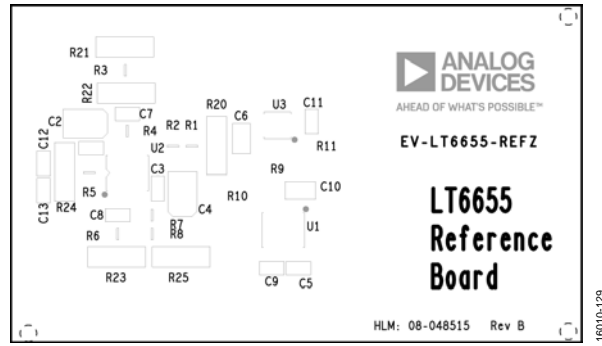 R21
R3
R22
C2
C7
R4
R2 R1
R20
C6
U3
C11
R11
C12
U2
C3
R9
R5
C10
R10
C13
R24
C8
C4
R7
R8
R6
U1
R23
R25
C9
C5
ANALOG
DEVICES
AHEAD OF WHAT'S POSSIBLE™
EV-LT6655-REFZ
LT6655
Reference
Board
HLM: 08-048515 Rev B
16010-129